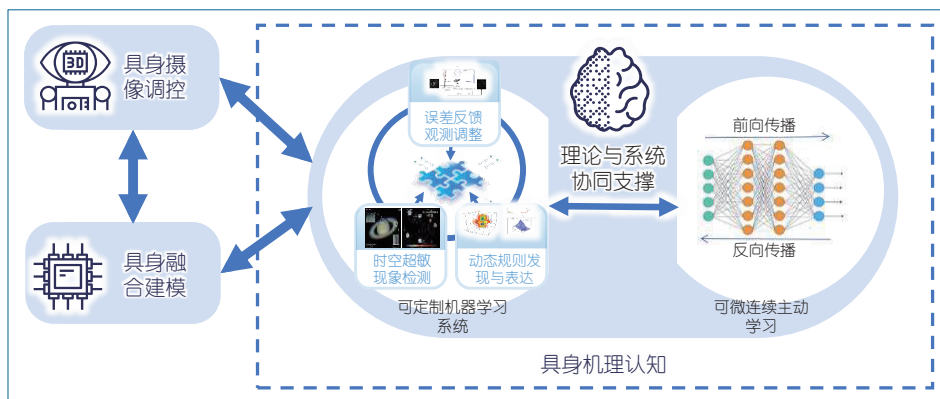 3D
具身摄
像调控
具身融
合建模
误差反馈
观测调整
时空超敏
现象检测
动态规则发
现与表达
可定制机器学习
系统
理论与系统
协同支撑
前向传播
反向传播
可微连续主动
学习
具身机理认知